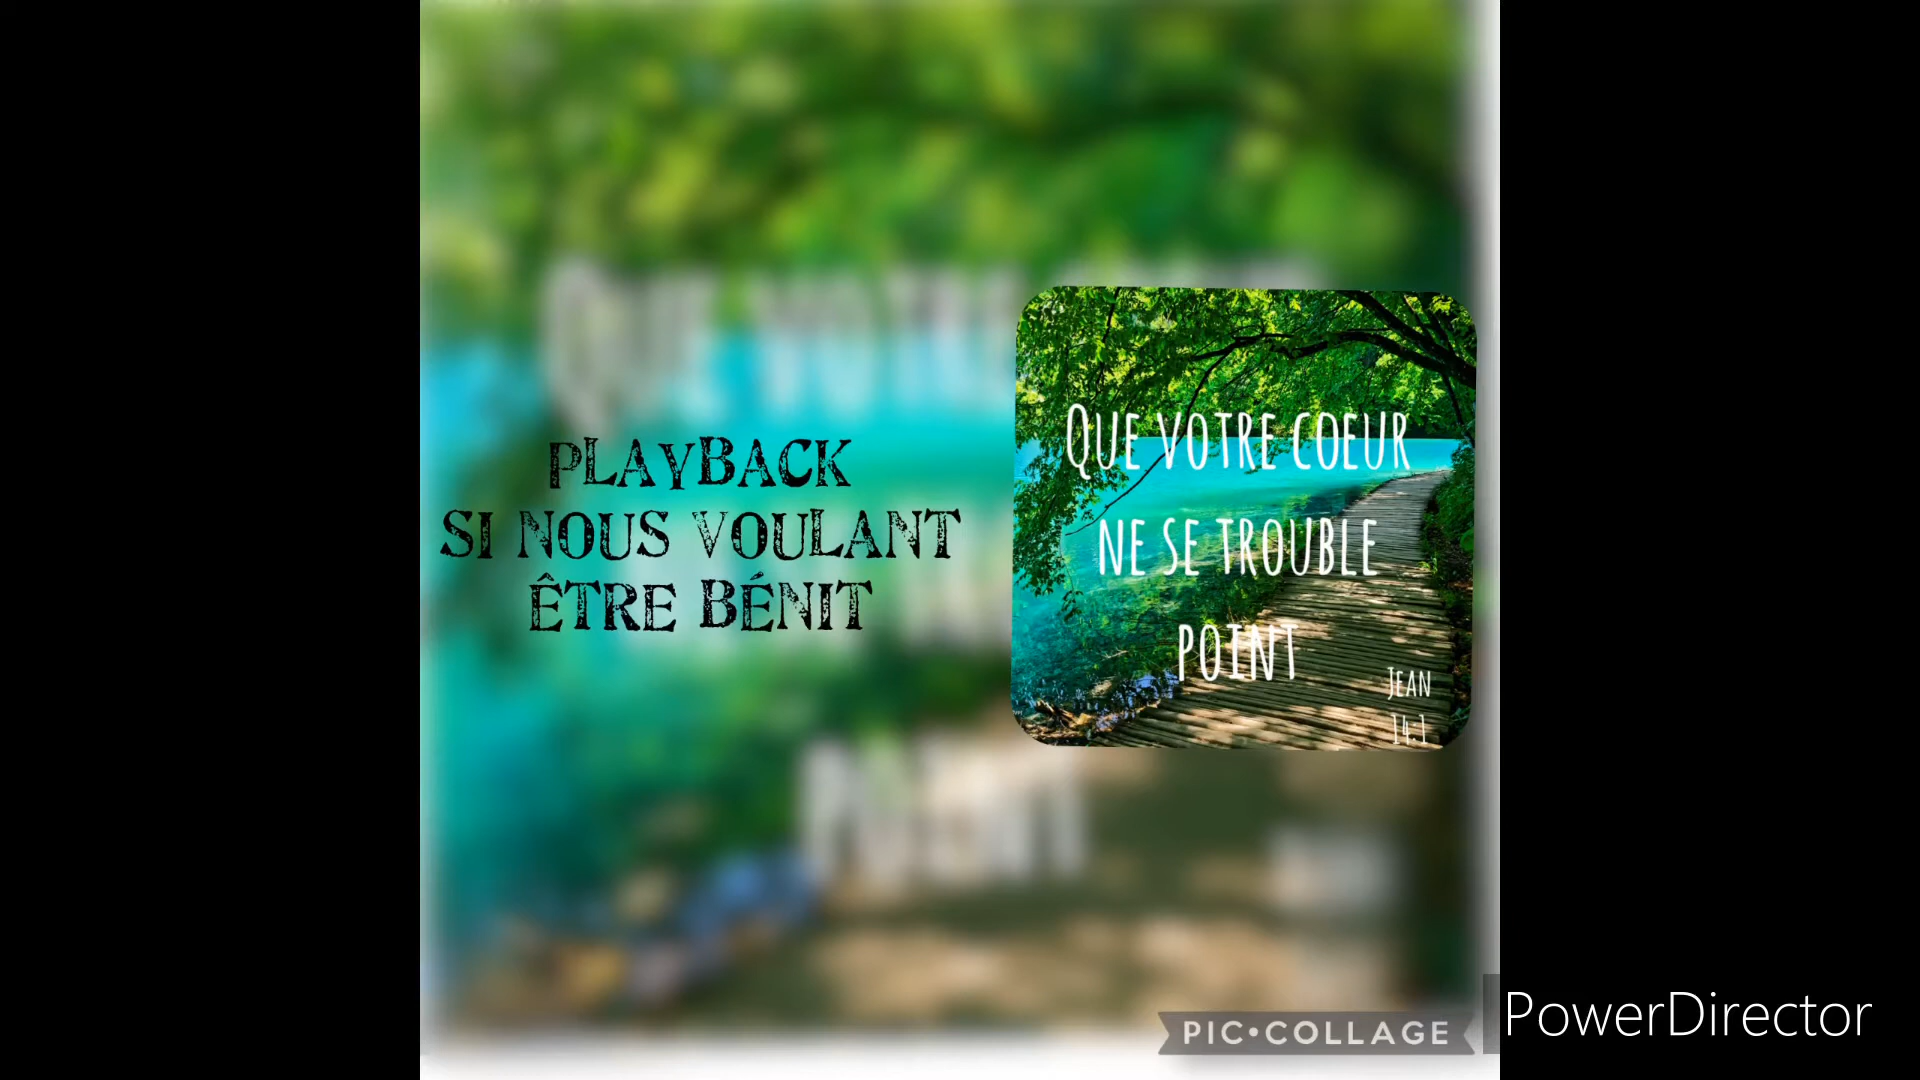 PLAYBACK
SI NOUS VOULANT
ÊTRE BÉNIT
QUE VOTRE COEUR
NE SE TROUBLE
POINT
JEAN
14:1
PIC•COLLAGE
PowerDirector